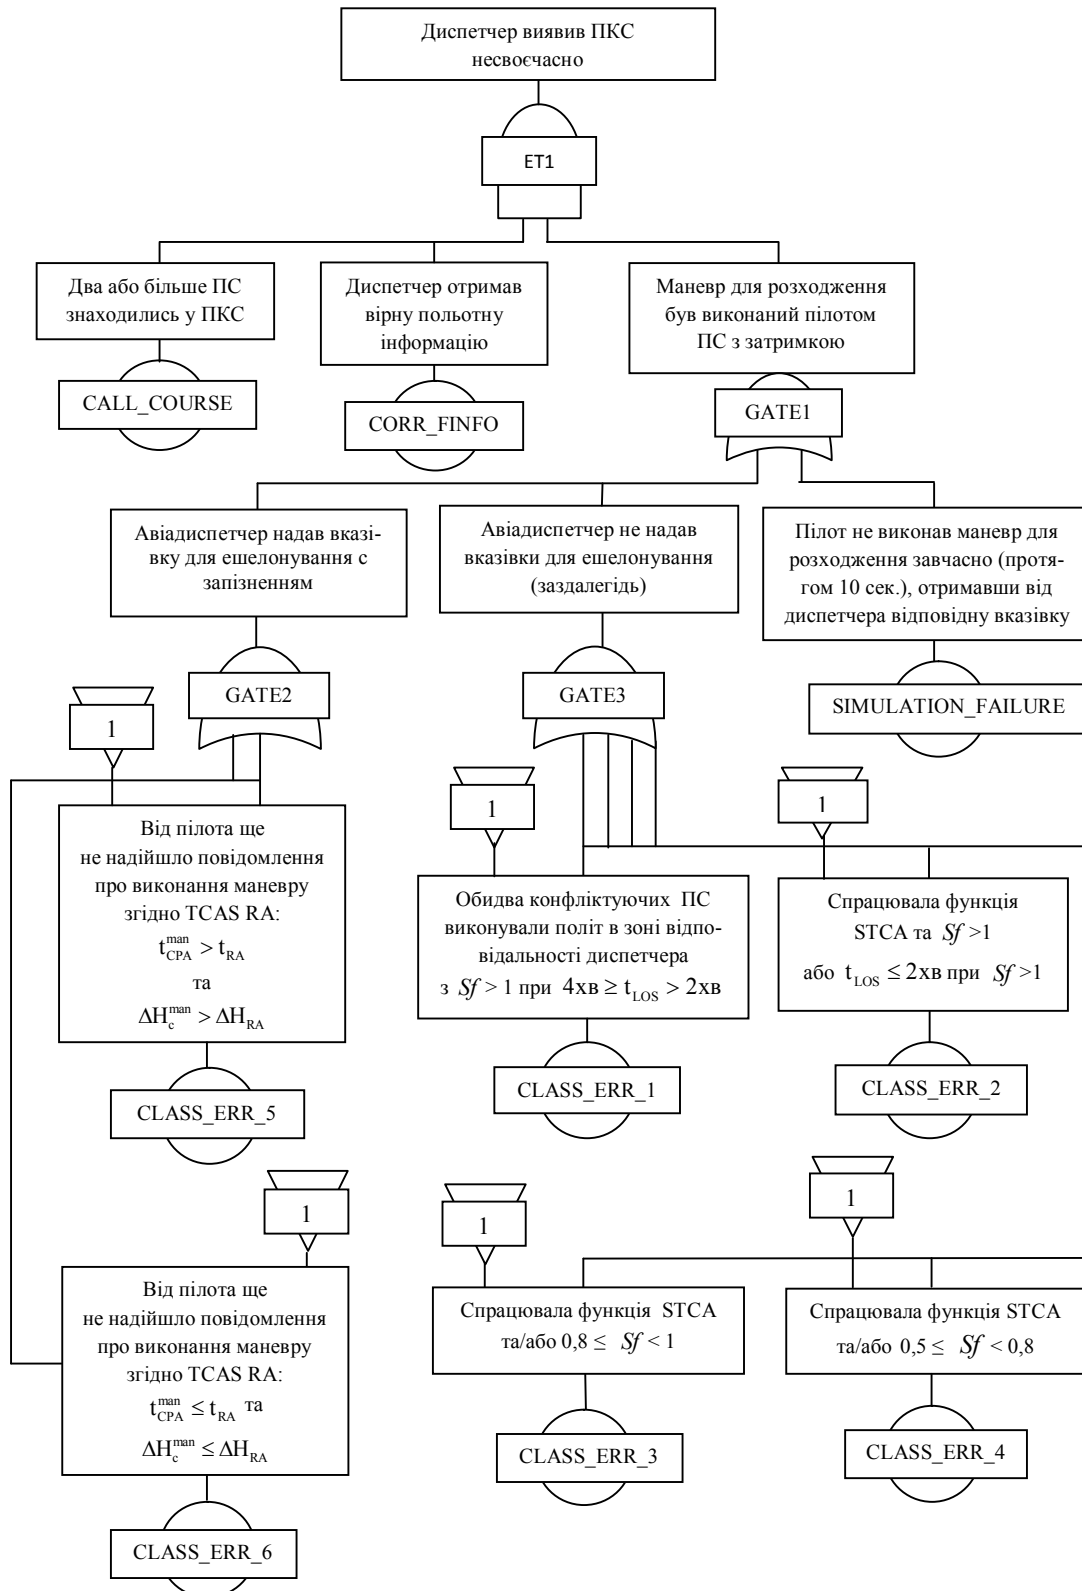 Диспетчер виявив ПКС
несвоєчасно
ET1
Два або більше ПС
знаходились у ПКС
CALL_COURSE
Диспетчер отримав
вірну польотну
інформацію
CORR_FINFO
Маневр для розходження
був виконаний пілотом
ПС з затримкою
GATE1
Авіадиспетчер надав вказі-
вку для ешелонування с
запізненням
GATE2
Авіадиспетчер не надав
вказівки для ешелонування
(заздалегідь)
GATE3
Пілот не виконав маневр для
розходження завчасно (протя-
гом 10 сек.), отримавши від
диспетчера відповідну вказівку
SIMULATION_FAILURE
1
Від пілота ще
не надійшло повідомлення
про виконання маневру
згідно TCAS RA:
t_CPA^man > t_RA
та
ΔH_c^man > ΔH_RA
CLASS_ERR_5
1
Обидва конфліктуючих ПС
виконували політ в зоні відпо-
відальності диспетчера
з Sf > 1 при 4хв ≥ t_LOS > 2хв
CLASS_ERR_1
1
Спрацювала функція
STCA та Sf >1
або t_LOS ≤ 2хв при Sf >1
CLASS_ERR_2
1
Від пілота ще
не надійшло повідомлення
про виконання маневру
згідно TCAS RA:
t_CPA^man ≤ t_RA та
ΔH_c^man ≤ ΔH_RA
CLASS_ERR_6
1
Спрацювала функція STCA
та/або 0,8 ≤ Sf < 1
CLASS_ERR_3
1
Спрацювала функція STCA
та/або 0,5 ≤ Sf < 0,8
CLASS_ERR_4